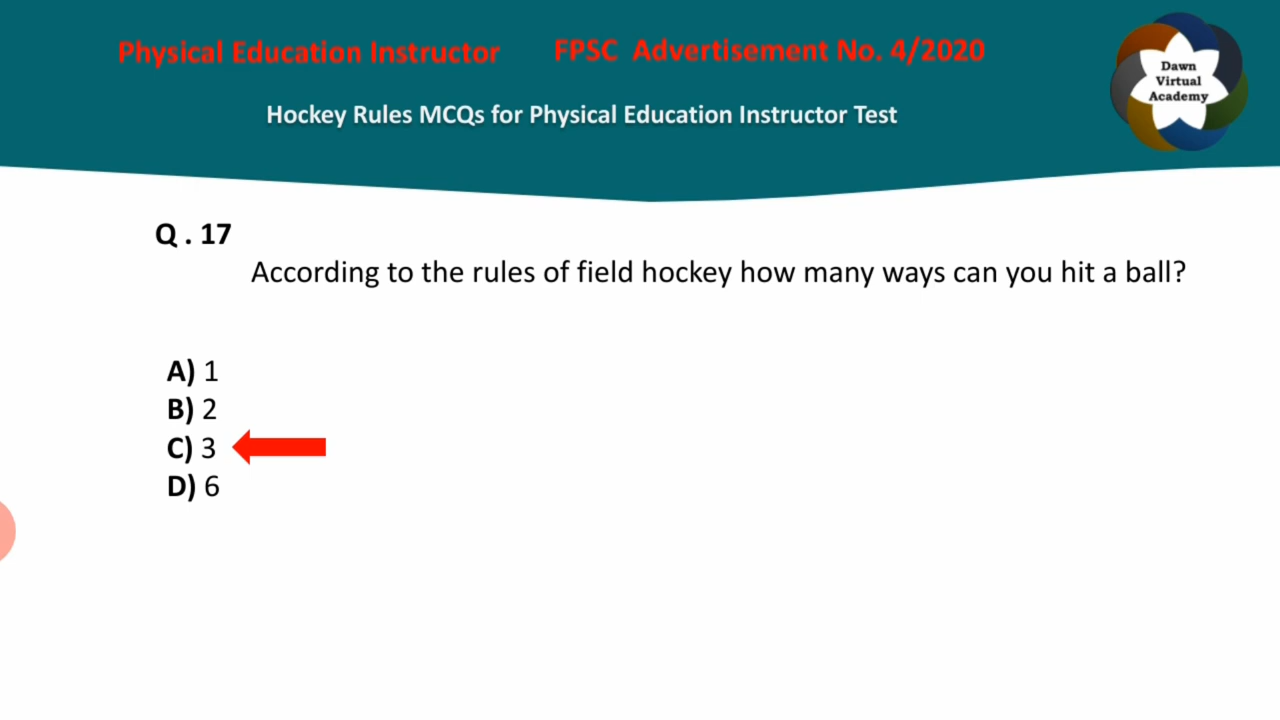 Physical Education Instructor FPSC Advertisement No. 4/2020
Hockey Rules MCQs for Physical Education Instructor Test
Dawn
Virtual
Academy
Q . 17
According to the rules of field hockey how many ways can you hit a ball?
A) 1
B) 2
C) 3
D) 6